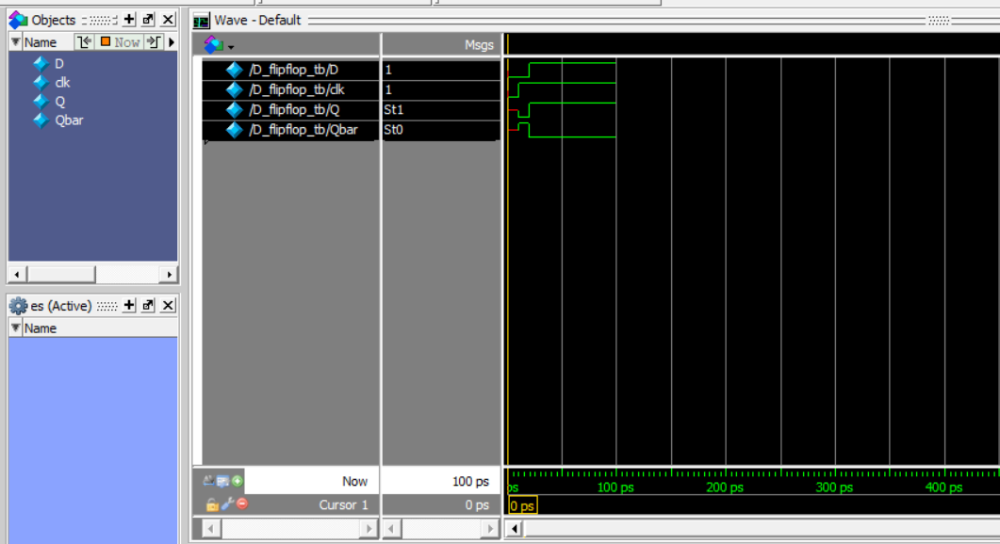 Objects
Name
Now
D
clk
Q
Qbar
es (Active)
Name
Wave - Default
Msgs
/D_flipflop_tb/D 1
/D_flipflop_tb/clk 1
/D_flipflop_tb/Q St1
/D_flipflop_tb/Qbar St0
Now 100 ps
Cursor 1 0 ps
ps 100 ps 200 ps 300 ps 400 ps
0 ps